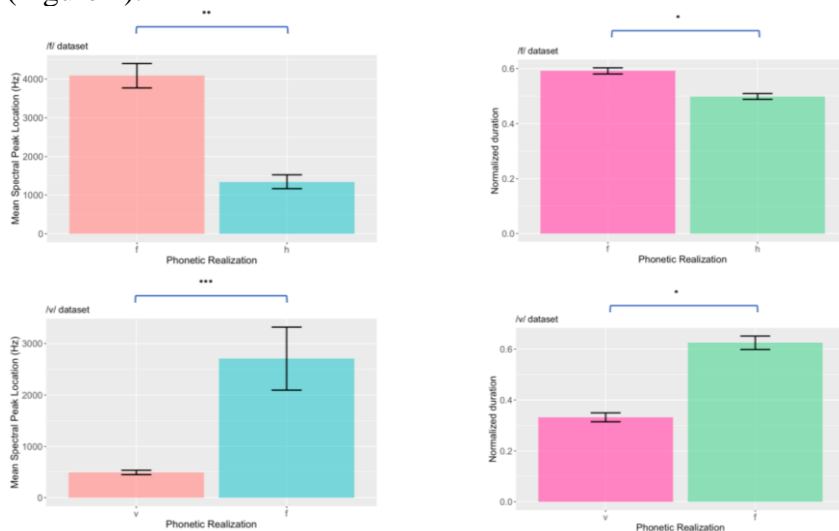 **
*
/f/ dataset
/f/ dataset
Mean Spectral Peak Location (Hz)
4000
3000
2000
1000
0
f
h
Phonetic Realization
Normalized duration
0.6
0.4
0.2
0.0
f
h
Phonetic Realization
***
*
/v/ dataset
/v/ dataset
Mean Spectral Peak Location (Hz)
3000
2000
1000
0
v
f
Phonetic Realization
Normalized duration
0.6
0.4
0.2
0.0
v
f
Phonetic Realization